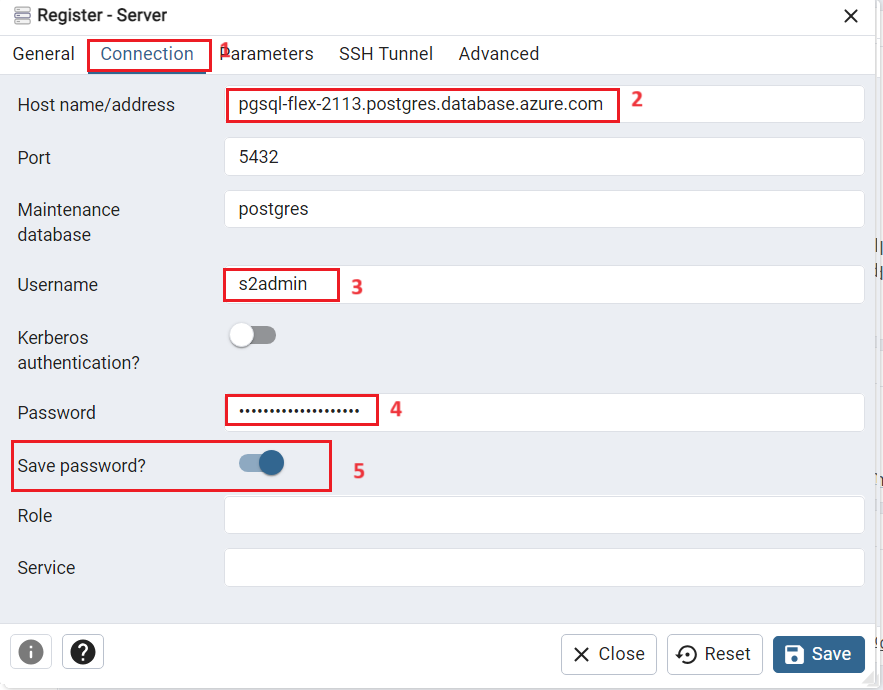 Register - Server
General Connection 1 Parameters SSH Tunnel Advanced
Host name/address pgsql-flex-2113.postgres.database.azure.com 2
Port 5432
Maintenance
database
postgres
Username s2admin 3
Kerberos
authentication?
Password •••••••••••••••••••• 4
Save password? 5
Role
Service
i ? Close Reset Save